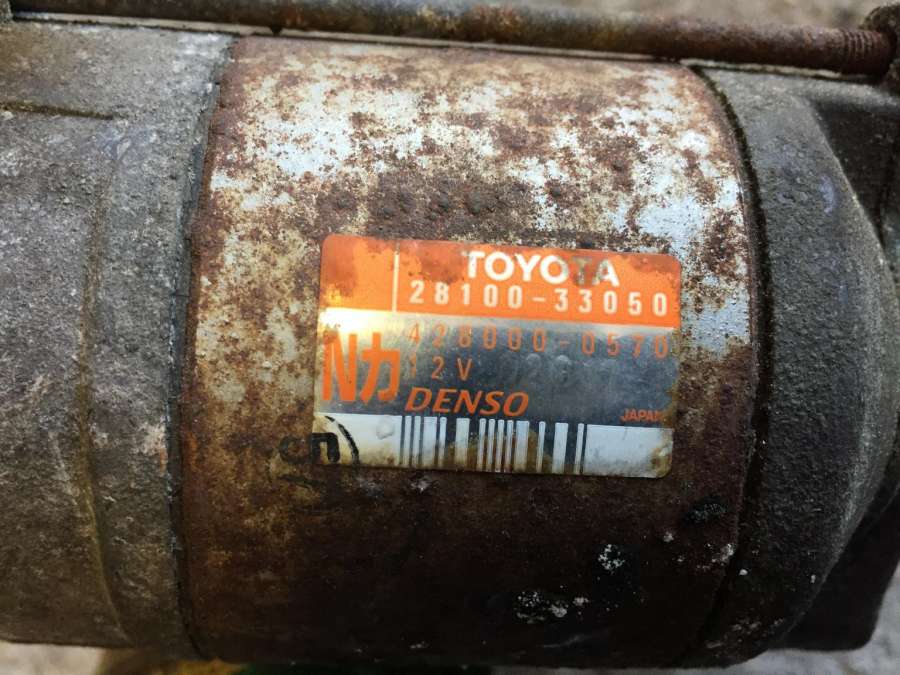 TOYOTA
28100-33050
428000-0570
12V
Nカ
DENSO
JAPAN